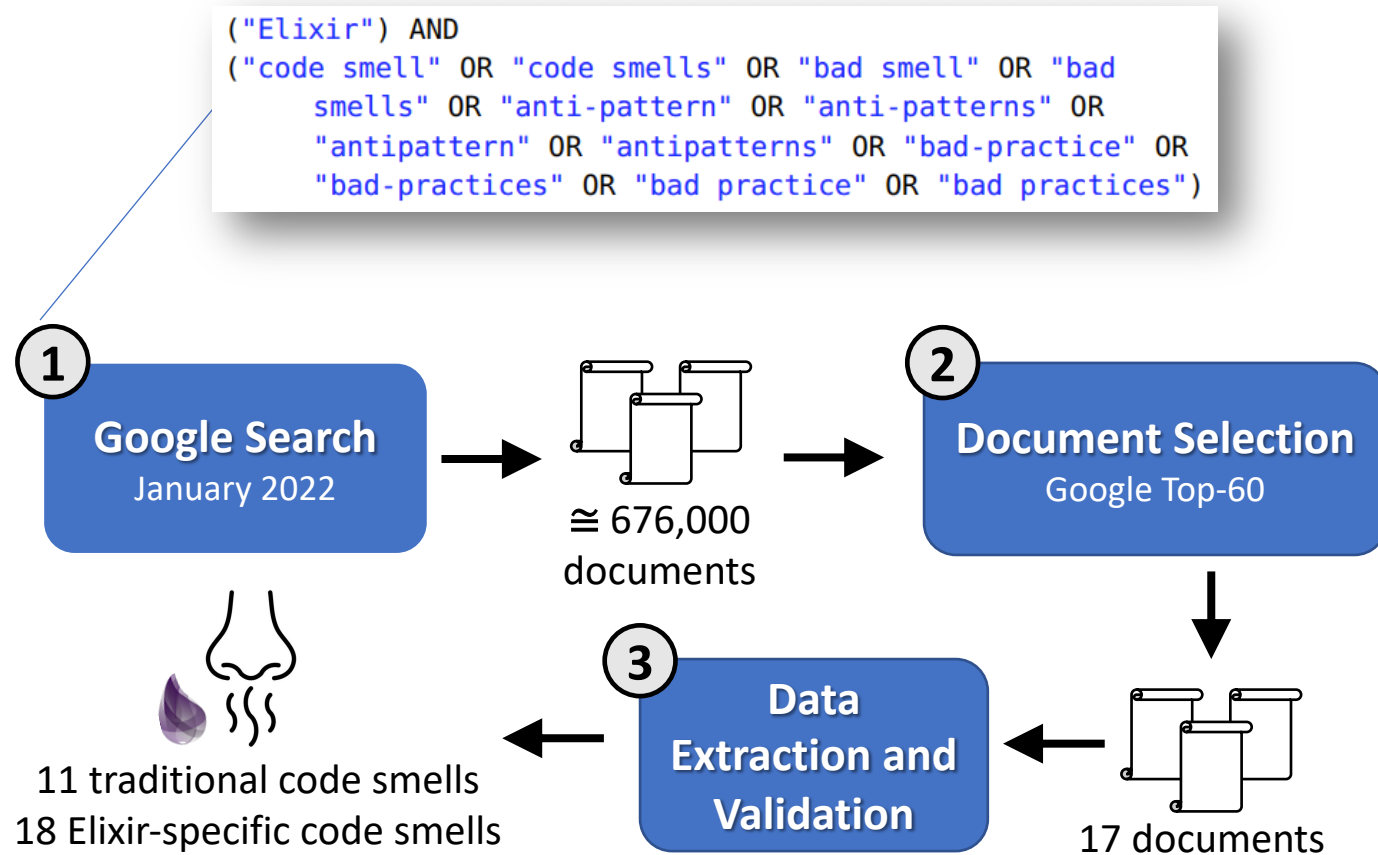 ("Elixir") AND
("code smell" OR "code smells" OR "bad smell" OR "bad
smells" OR "anti-pattern" OR "anti-patterns" OR
"antipattern" OR "antipatterns" OR "bad-practice" OR
"bad-practices" OR "bad practice" OR "bad practices")
1
Google Search
January 2022
≅ 676,000
documents
2
Document Selection
Google Top-60
17 documents
3
Data
Extraction and
Validation
11 traditional code smells
18 Elixir-specific code smells